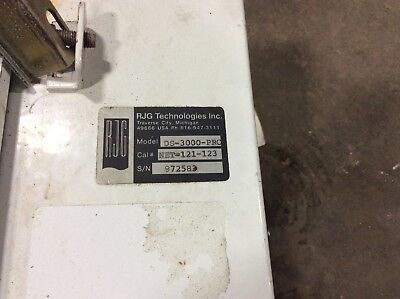 RJG
RJG Technologies Inc.
Traverse City, Michigan
49686 USA Ph 616-947-3111
Model DS-3000-PRO
Cal# NST-121-123
S/N 972583